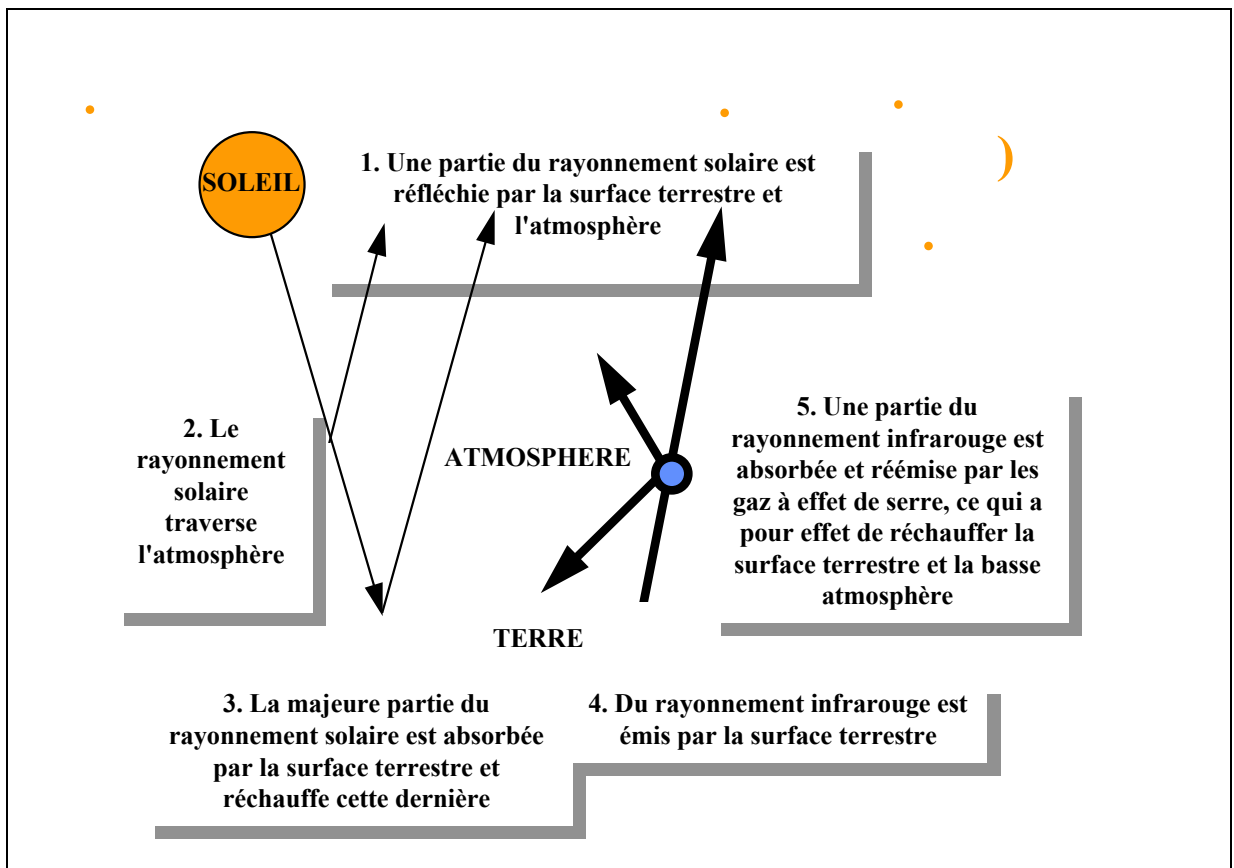 SOLEIL
1. Une partie du rayonnement solaire est
réfléchie par la surface terrestre et
l'atmosphère
)
2. Le
rayonnement
solaire
traverse
l'atmosphère
ATMOSPHERE
5. Une partie du
rayonnement infrarouge est
absorbée et réémise par les
gaz à effet de serre, ce qui a
pour effet de réchauffer la
surface terrestre et la basse
atmosphère
TERRE
3. La majeure partie du
rayonnement solaire est absorbée
par la surface terrestre et
réchauffe cette dernière
4. Du rayonnement infrarouge est
émis par la surface terrestre